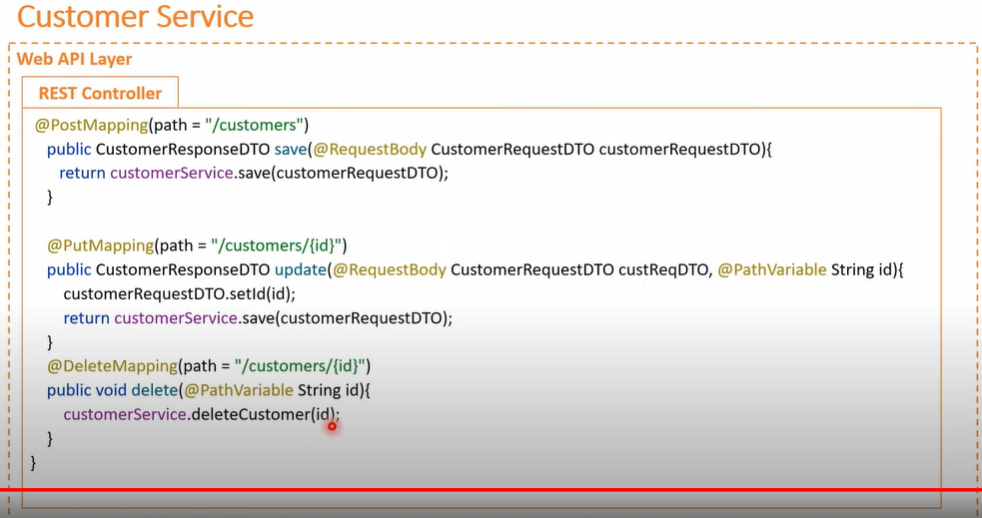 Customer Service
Web API Layer
REST Controller
@PostMapping(path = "/customers")
public CustomerResponseDTO save(@RequestBody CustomerRequestDTO customerRequestDTO){
return customerService.save(customerRequestDTO);
}
@PutMapping(path = "/customers/{id}")
public CustomerResponseDTO update(@RequestBody CustomerRequestDTO custReqDTO, @PathVariable String id){
customerRequestDTO.setId(id);
return customerService.save(customerRequestDTO);
}
@DeleteMapping(path = "/customers/{id}")
public void delete(@PathVariable String id){
customerService.deleteCustomer(id);
}
}